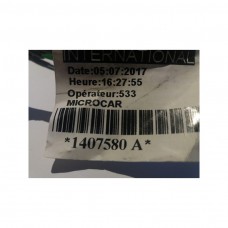 INTERNATIONAL
Date:05:07:2017
Heure:16:27:55
Opérateur:533
MICROCAR
*1407580 A*